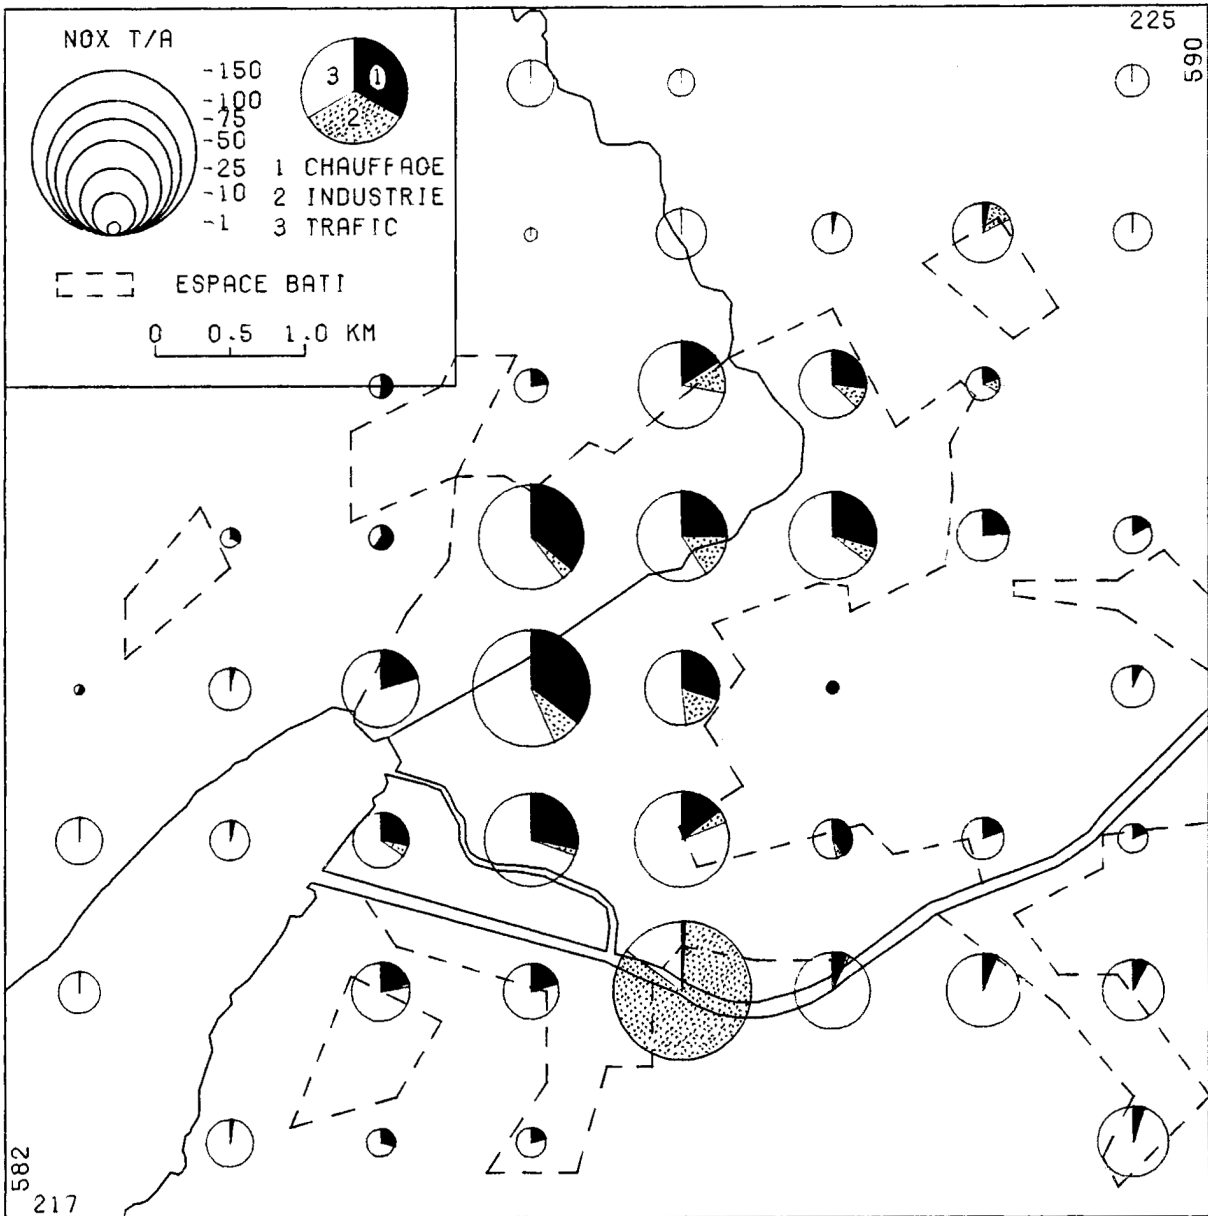 NOX T/A
-150
-100
-75
-50
-25
-10
-1
3
1
2
1 CHAUFFAGE
2 INDUSTRIE
3 TRAFIC
ESPACE BATI
0 0.5 1.0 KM
225
590
582
217